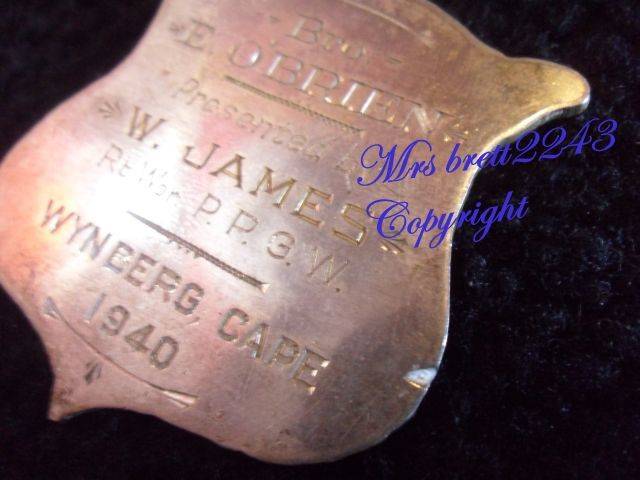 Bro.
E. OBRIEN
Presented
W. JAMES
Rt. Wor. P. P. G. W.
WYNBERG, CAPE
1940
Mrs brett2243
Copyright